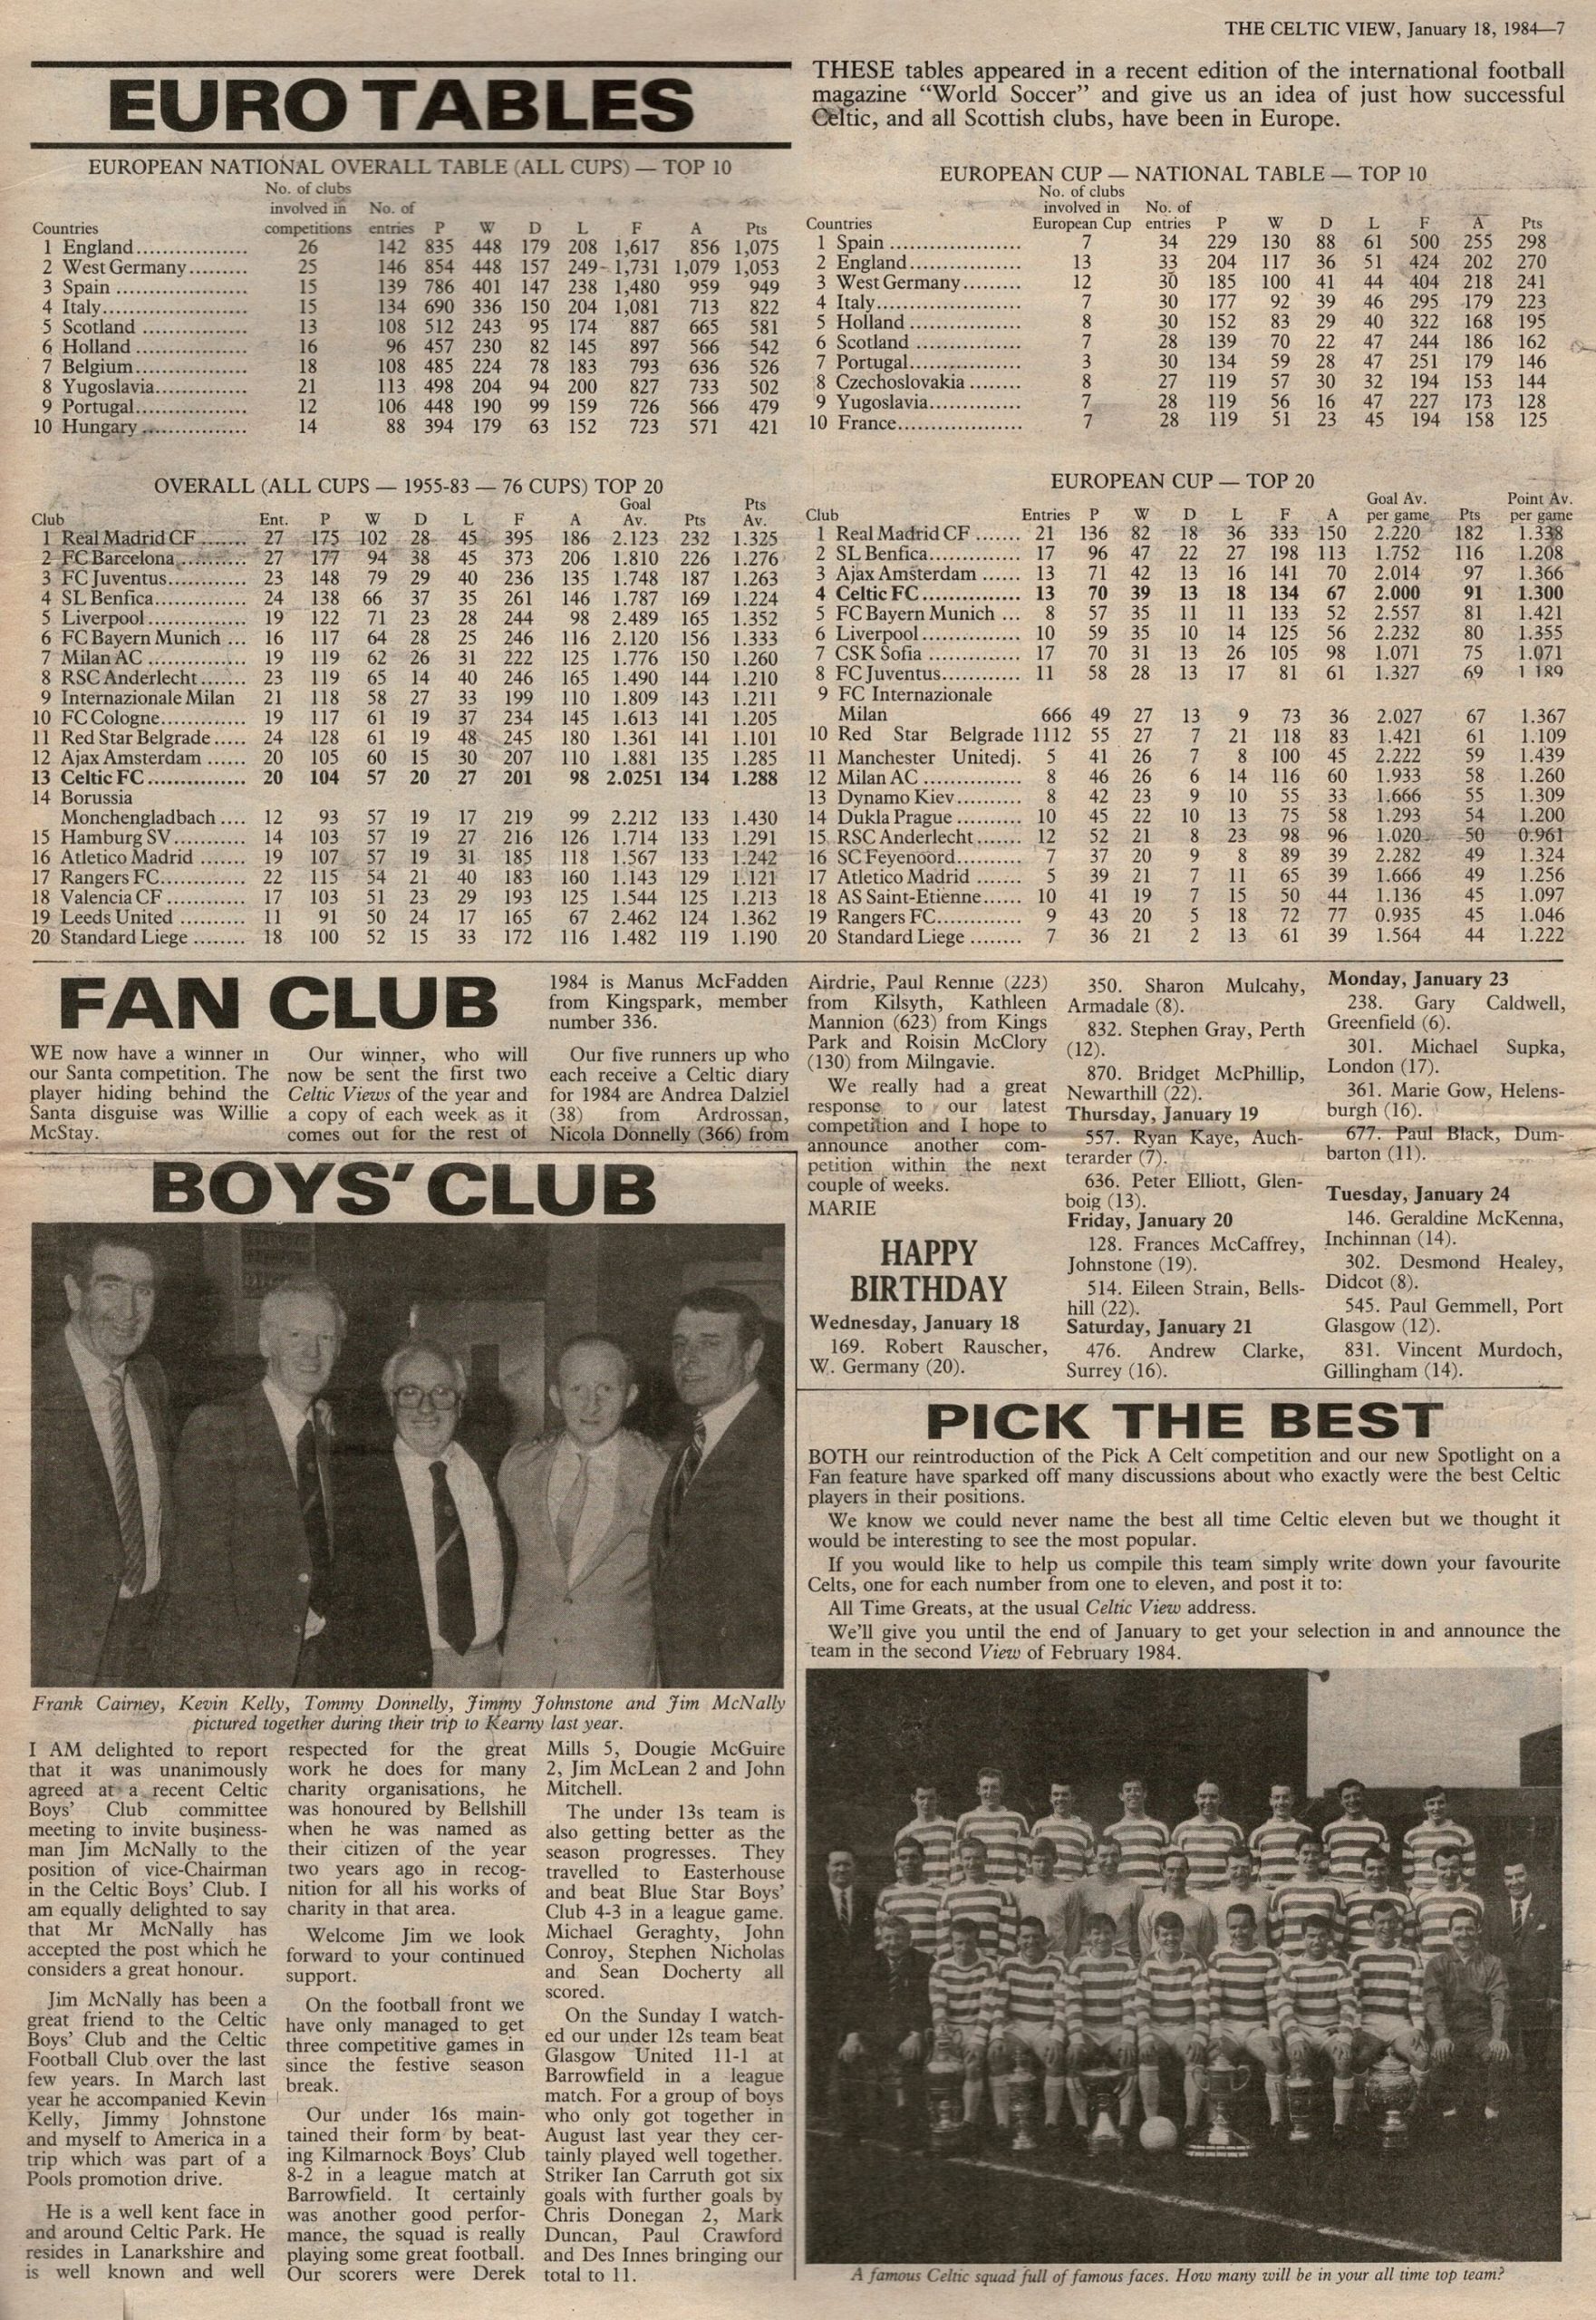 THE CELTIC VIEW, January 18, 1984—7
EURO TABLES
THESE tables appeared in a recent edition of the international football
magazine “World Soccer” and give us an idea of just how successful
Celtic, and all Scottish clubs, have been in Europe.
EUROPEAN NATIONAL OVERALL TABLE (ALL CUPS) — TOP 10
No. of clubs
involved in No. of
Countries competitions entries P W D L F A Pts
1 England................ 26 142 835 448 179 208 1,617 856 1,075
2 West Germany......... 25 146 854 448 157 249 1,731 1,079 1,053
3 Spain ................... 15 139 786 401 147 238 1,480 959 949
4 Italy..................... 15 134 690 336 150 204 1,081 713 822
5 Scotland ............... 13 108 512 243 95 174 887 665 581
6 Holland ................ 16 96 457 230 82 145 897 566 542
7 Belgium................ 18 108 485 224 78 183 793 636 526
8 Yugoslavia............. 21 113 498 204 94 200 827 733 502
9 Portugal................ 12 106 448 190 99 159 726 566 479
10 Hungary ............... 14 88 394 179 63 152 723 571 421
EUROPEAN CUP — NATIONAL TABLE — TOP 10
No. of clubs
involved in No. of
Countries European Cup entries P W D L F A Pts
1 Spain ................... 7 34 229 130 88 61 500 255 298
2 England................ 13 33 204 117 36 51 424 202 270
3 West Germany......... 12 30 185 100 41 44 404 218 241
4 Italy..................... 7 30 177 92 39 46 295 179 223
5 Holland ................ 8 30 152 83 29 40 322 168 195
6 Scotland ............... 7 28 139 70 22 47 244 186 162
7 Portugal................ 3 30 134 59 28 47 251 179 146
8 Czechoslovakia ........ 8 27 119 57 30 32 194 153 144
9 Yugoslavia............. 7 28 119 56 16 47 227 173 128
10 France.................. 7 28 119 51 23 45 194 158 125
OVERALL (ALL CUPS — 1955-83 — 76 CUPS) TOP 20
Goal Pts
Club Ent. P W D L F A Av. Pts Av.
1 Real Madrid CF ....... 27 175 102 28 45 395 186 2.123 232 1.325
2 FC Barcelona .......... 27 177 94 38 45 373 206 1.810 226 1.276
3 FC Juventus............ 23 148 79 29 40 236 135 1.748 187 1.263
4 SL Benfica.............. 24 138 66 37 35 261 146 1.787 169 1.224
5 Liverpool............... 19 122 71 23 28 244 98 2.489 165 1.352
6 FC Bayern Munich ... 16 117 64 28 25 246 116 2.120 156 1.333
7 Milan AC ............... 19 119 62 26 31 222 125 1.776 150 1.260
8 RSC Anderlecht....... 23 119 65 14 40 246 165 1.490 144 1.210
9 Internazionale Milan 21 118 58 27 33 199 110 1.809 143 1.211
10 FC Cologne............. 19 117 61 19 37 234 145 1.613 141 1.205
11 Red Star Belgrade..... 24 128 61 19 48 245 180 1.361 141 1.101
12 Ajax Amsterdam ...... 20 105 60 15 30 207 110 1.881 135 1.285
13 Celtic FC............... 20 104 57 20 27 201 98 2.0251 134 1.288
14 Borussia
Monchengladbach .... 12 93 57 19 17 219 99 2.212 133 1.430
15 Hamburg SV........... 14 103 57 19 27 216 126 1.714 133 1.291
16 Atletico Madrid ....... 19 107 57 19 31 185 118 1.567 133 1.242
17 Rangers FC............. 22 115 54 21 40 183 160 1.143 129 1.121
18 Valencia CF ............ 17 103 51 23 29 193 125 1.544 125 1.213
19 Leeds United .......... 11 91 50 24 17 165 67 2.462 124 1.362
20 Standard Liege ........ 18 100 52 15 33 172 116 1.482 119 1.190
EUROPEAN CUP — TOP 20
Goal Av. Point Av.
Club Entries P W D L F A per game Pts per game
1 Real Madrid CF ....... 21 136 82 18 36 333 150 2.220 182 1.338
2 SL Benfica.............. 17 96 47 22 27 198 113 1.752 116 1.208
3 Ajax Amsterdam ...... 13 71 42 13 16 141 70 2.014 97 1.366
4 Celtic FC............... 13 70 39 13 18 134 67 2.000 91 1.300
5 FC Bayern Munich ... 8 57 35 11 11 133 52 2.557 81 1.421
6 Liverpool............... 10 59 35 10 14 125 56 2.232 80 1.355
7 CSK Sofia .............. 17 70 31 13 26 105 98 1.071 75 1.071
8 FC Juventus............ 11 58 28 13 17 81 61 1.327 69 1 189
9 FC Internazionale
Milan 666 49 27 13 9 73 36 2.027 67 1.367
10 Red Star Belgrade 1112 55 27 7 21 118 83 1.421 61 1.109
11 Manchester Unitedj. 5 41 26 7 8 100 45 2.222 59 1.439
12 Milan AC ............... 8 46 26 6 14 116 60 1.933 58 1.260
13 Dynamo Kiev.......... 8 42 23 9 10 55 33 1.666 55 1.309
14 Dukla Prague .......... 10 45 22 10 13 75 58 1.293 54 1.200
15 RSC Anderlecht....... 12 52 21 8 23 98 96 1.020 50 0.961
16 SC Feyenoord.......... 7 37 20 9 8 89 39 2.282 49 1.324
17 Atletico Madrid ....... 5 39 21 7 11 65 39 1.666 49 1.256
18 AS Saint-Etienne...... 10 41 19 7 15 50 44 1.136 45 1.097
19 Rangers FC............. 9 43 20 5 18 72 77 0.935 45 1.046
20 Standard Liege ........ 7 36 21 2 13 61 39 1.564 44 1.222
FAN CLUB
WE now have a winner in
our Santa competition. The
player hiding behind the
Santa disguise was Willie
McStay.
Our winner, who will
now be sent the first two
Celtic Views of the year and
a copy of each week as it
comes out for the rest of
1984 is Manus McFadden
from Kingspark, member
number 336.
Our five runners up who
each receive a Celtic diary
for 1984 are Andrea Dalziel
(38) from Ardrossan,
Nicola Donnelly (366) from
Airdrie, Paul Rennie (223)
from Kilsyth, Kathleen
Mannion (623) from Kings
Park and Roisin McClory
(130) from Milngavie.
We really had a great
response to our latest
competition and I hope to
announce another com-
petition within the next
couple of weeks.
MARIE
HAPPY
BIRTHDAY
Wednesday, January 18
169. Robert Rauscher,
W. Germany (20).
350. Sharon Mulcahy,
Armadale (8).
832. Stephen Gray, Perth
(12).
870. Bridget McPhillip,
Newarthill (22).
Thursday, January 19
557. Ryan Kaye, Auch-
terarder (7).
636. Peter Elliott, Glen-
boig (13).
Friday, January 20
128. Frances McCaffrey,
Johnstone (19).
514. Eileen Strain, Bells-
hill (22).
Saturday, January 21
476. Andrew Clarke,
Surrey (16).
Monday, January 23
238. Gary Caldwell,
Greenfield (6).
301. Michael Supka,
London (17).
361. Marie Gow, Helens-
burgh (16).
677. Paul Black, Dum-
barton (11).
Tuesday, January 24
146. Geraldine McKenna,
Inchinnan (14).
302. Desmond Healey,
Didcot (8).
545. Paul Gemmell, Port
Glasgow (12).
831. Vincent Murdoch,
Gillingham (14).
BOYS’ CLUB
Frank Cairney, Kevin Kelly, Tommy Donnelly, Jimmy Johnstone and Jim McNally
pictured together during their trip to Kearny last year.
I AM delighted to report
that it was unanimously
agreed at a recent Celtic
Boys’ Club committee
meeting to invite business-
man Jim McNally to the
position of vice-Chairman
in the Celtic Boys’ Club. I
am equally delighted to say
that Mr McNally has
accepted the post which he
considers a great honour.
Jim McNally has been a
great friend to the Celtic
Boys’ Club and the Celtic
Football Club over the last
few years. In March last
year he accompanied Kevin
Kelly, Jimmy Johnstone
and myself to America in a
trip which was part of a
Pools promotion drive.
He is a well kent face in
and around Celtic Park. He
resides in Lanarkshire and
is well known and well
respected for the great
work he does for many
charity organisations, he
was honoured by Bellshill
when he was named as
their citizen of the year
two years ago in recog-
nition for all his works of
charity in that area.
Welcome Jim we look
forward to your continued
support.
On the football front we
have only managed to get
three competitive games in
since the festive season
break.
Our under 16s main-
tained their form by beat-
ing Kilmarnock Boys’ Club
8-2 in a league match at
Barrowfield. It certainly
was another good perfor-
mance, the squad is really
playing some great football.
Our scorers were Derek
Mills 5, Dougie McGuire
2, Jim McLean 2 and John
Mitchell.
The under 13s team is
also getting better as the
season progresses. They
travelled to Easterhouse
and beat Blue Star Boys’
Club 4-3 in a league game.
Michael Geraghty, John
Conroy, Stephen Nicholas
and Sean Docherty all
scored.
On the Sunday I watch-
ed our under 12s team beat
Glasgow United 11-1 at
Barrowfield in a league
match. For a group of boys
who only got together in
August last year they cer-
tainly played well together.
Striker Ian Carruth got six
goals with further goals by
Chris Donegan 2, Mark
Duncan, Paul Crawford
and Des Innes bringing our
total to 11.
PICK THE BEST
BOTH our reintroduction of the Pick A Celt competition and our new Spotlight on a
Fan feature have sparked off many discussions about who exactly were the best Celtic
players in their positions.
We know we could never name the best all time Celtic eleven but we thought it
would be interesting to see the most popular.
If you would like to help us compile this team simply write down your favourite
Celts, one for each number from one to eleven, and post it to:
All Time Greats, at the usual Celtic View address.
We’ll give you until the end of January to get your selection in and announce the
team in the second View of February 1984.
A famous Celtic squad full of famous faces. How many will be in your all time top team?